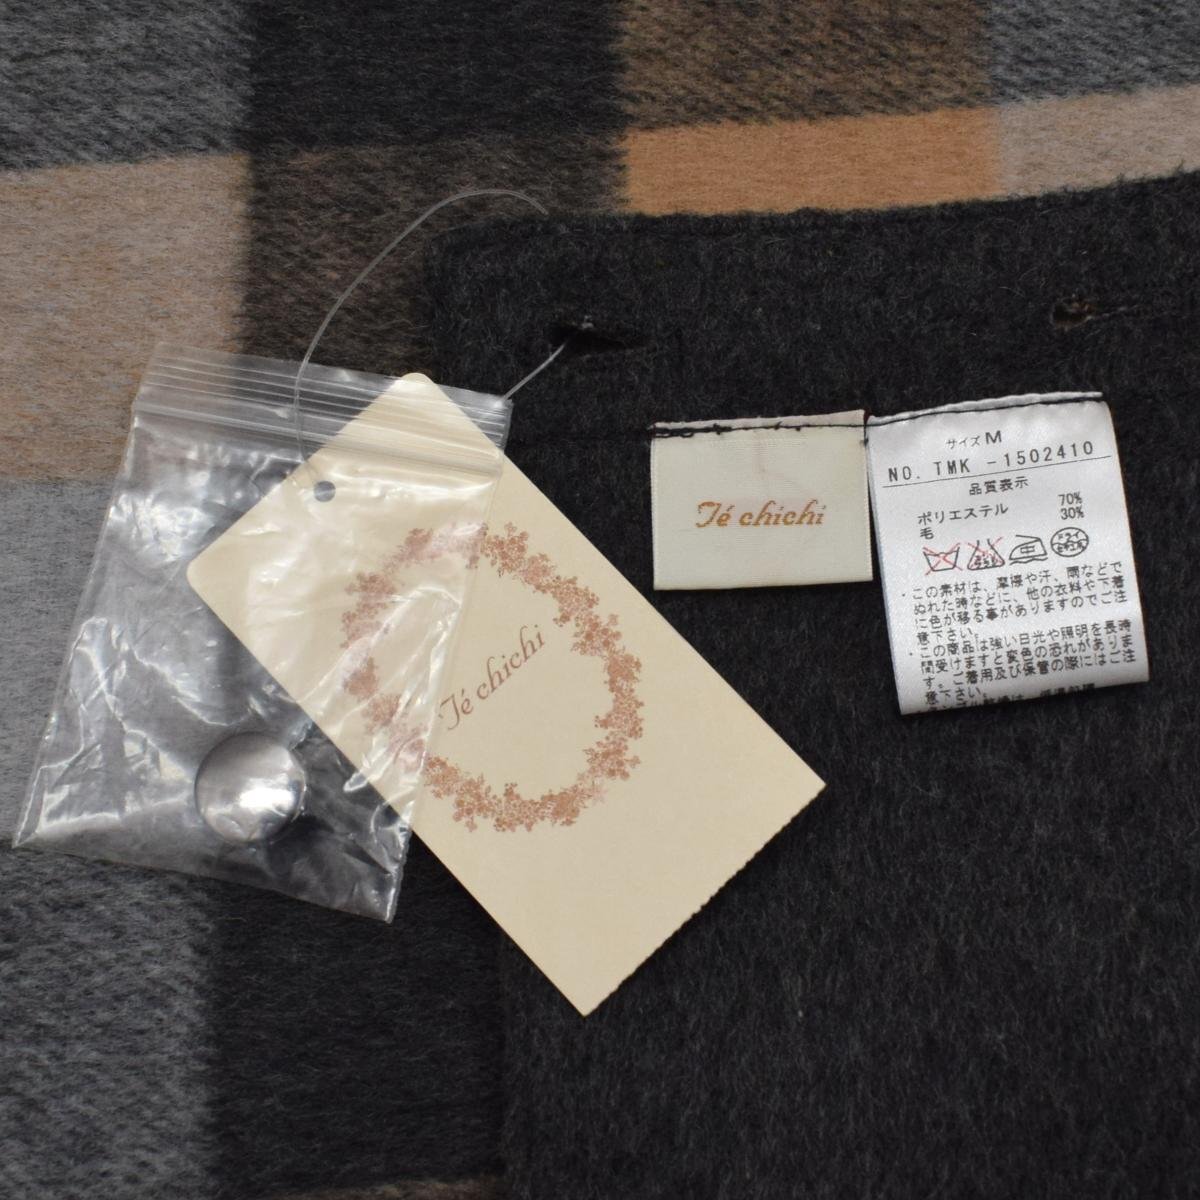 Té chichi
Té chichi
サイズ M
NO. TMK -1502410
品質表示
ポリエステル 70%
毛 30%
ドライ
・この素材は、摩擦や汗、雨などで
ぬれた時などに、他の衣料や下着
に色が移る事がありますのでご注
意下さい。
・この商品は強い日光や照明を長時
間受けますと変色の恐れがありま
す。ご着用及び保管の際にはご注
意下さい。